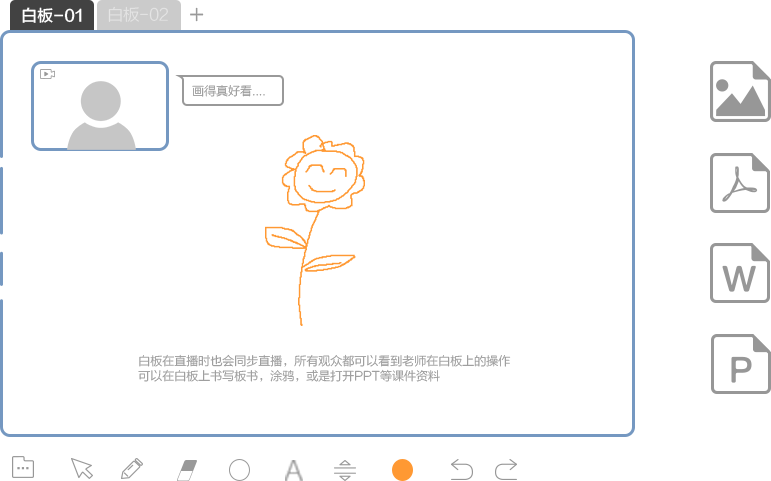 白板-01
白板-02
画得真好看....
白板在直播时也会同步直播，所有观众都可以看到老师在白板上的操作
可以在白板上书写板书，涂鸦，或是打开PPT等课件资料
W
P
A